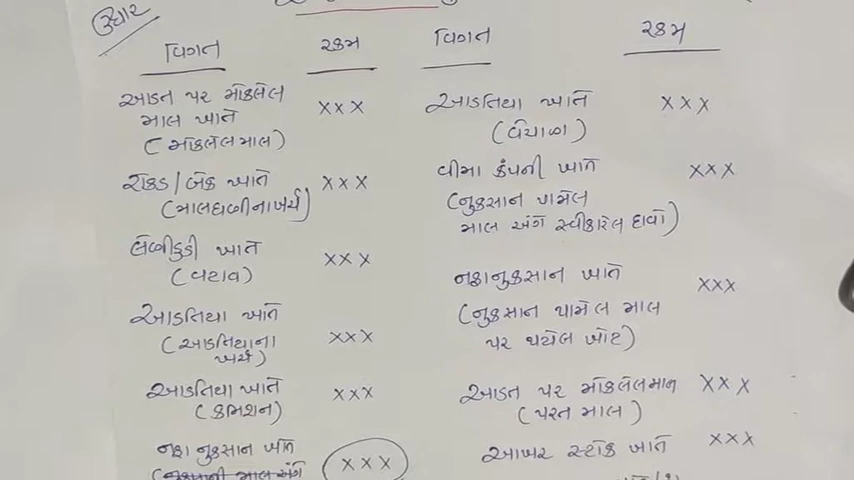 ઉધાર
વિગત રકમ વિગત રકમ
આડત પર મોકલેલ
માલ ખાતે xxx
(મોકલેલ માલ)
રોકડ/બેંક ખાતે xxx
(માલધણીના ખર્ચ)
લેણીહુંડી ખાતે xxx
(વટાવ)
આડતિયા ખાતે
(આડતિયાના xxx
ખર્ચ)
આડતિયા ખાતે xxx
(કમિશન)
નફા નુકસાન ખાતે xxx
આડતિયા ખાતે xxx
(વેચાણ)
વીમા કંપની ખાતે xxx
(નુકસાન પામેલ
માલ અંગે સ્વીકારેલ દાવો)
નફાનુકસાન ખાતે xxx
(નુકસાન પામેલ માલ
પર થયેલ ખોટ)
આડત પર મોકલેલમાન xxx
(પરત માલ)
આખર સ્ટોક ખાતે xxx